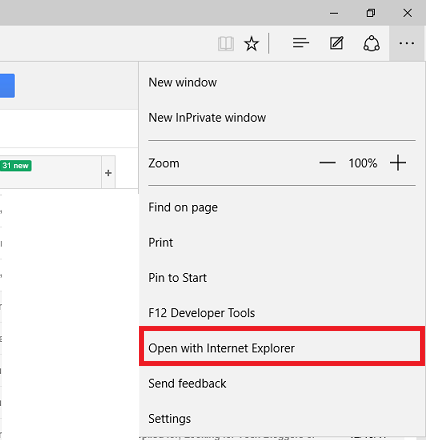 31 new
+
New window
New InPrivate window
Zoom — 100% +
Find on page
Print
Pin to Start
F12 Developer Tools
Open with Internet Explorer
Send feedback
Settings